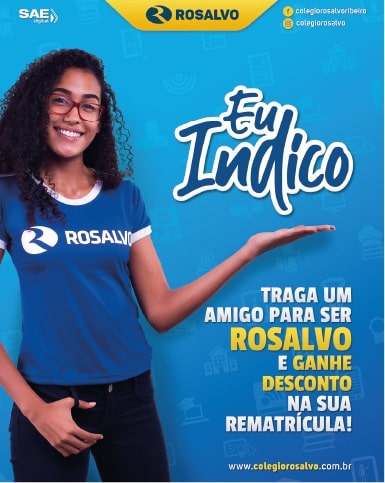 SAE
digital
ROSALVO
colegiorosalvoribeiro
colegiorosalvo
Eu
Indico
ROSALVO
TRAGA UM
AMIGO PARA SER
ROSALVO
E GANHE
DESCONTO
NA SUA
REMATRÍCULA!
www.colegiorosalvo.com.br